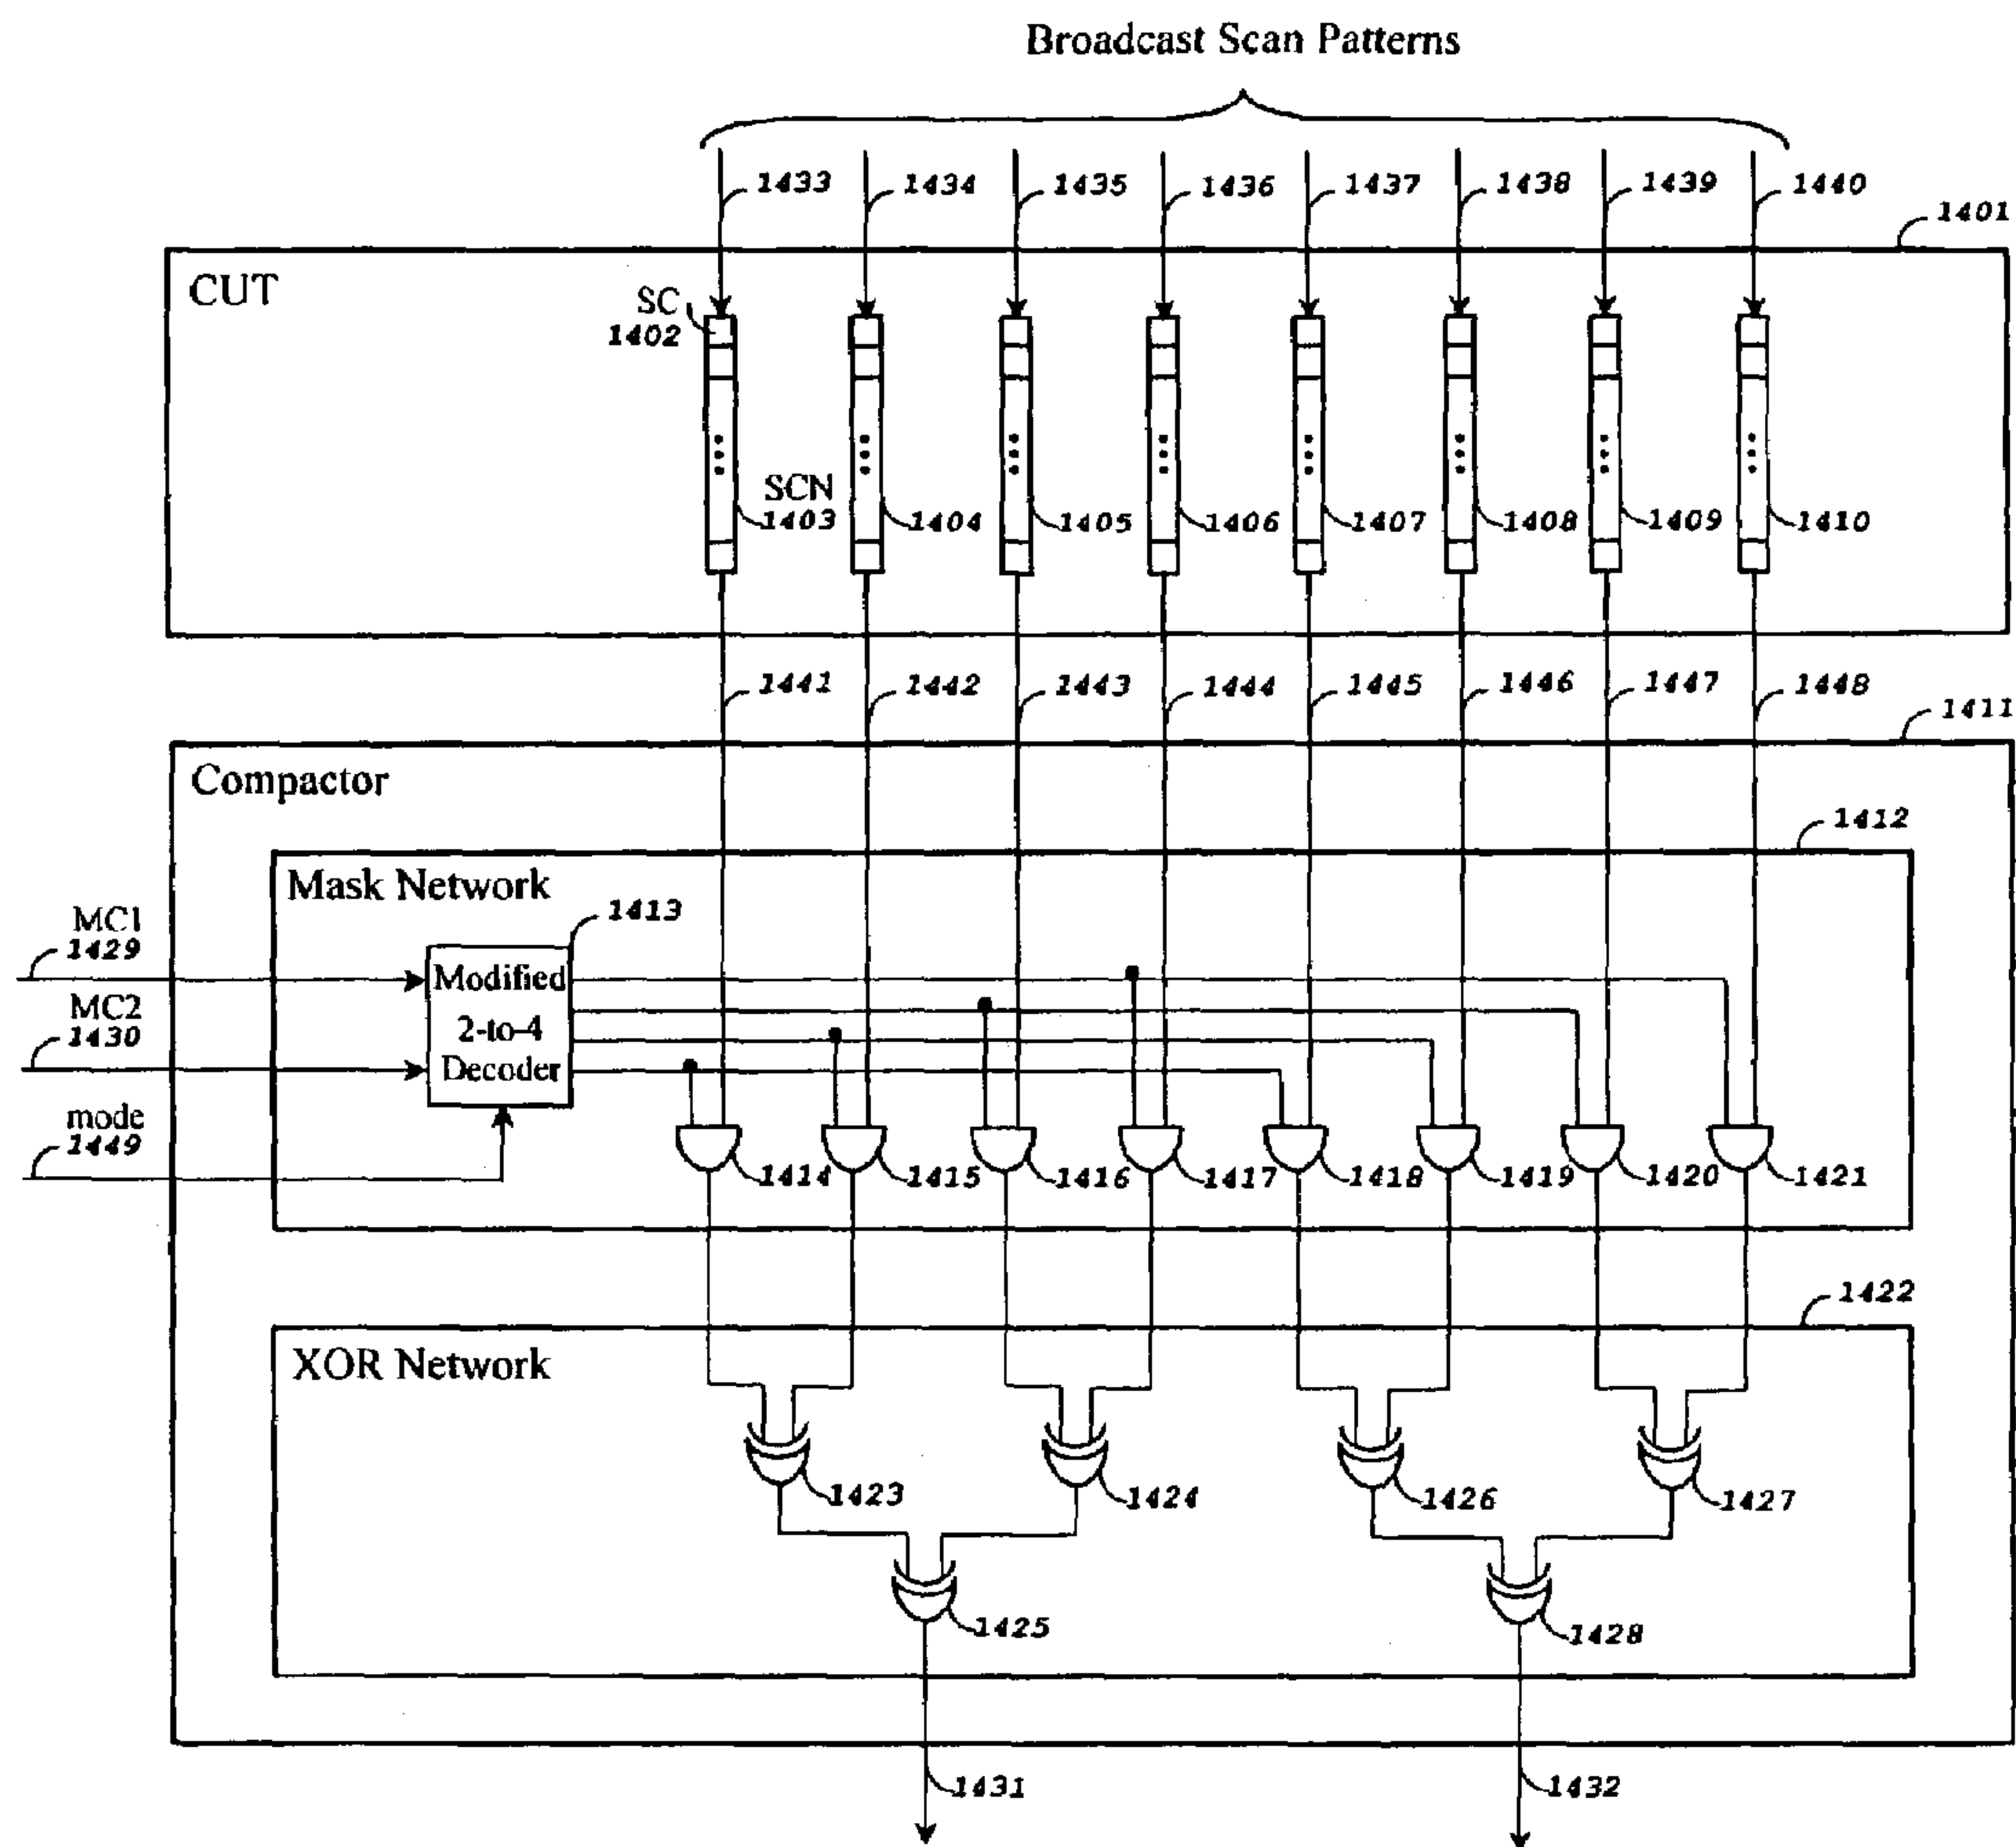 Broadcast Scan Patterns
1433 1434 1435 1436 1437 1438 1439 1440
1401
CUT
SC
1402
SCN
1403 1404 1405 1406 1407 1408 1409 1410
1441 1442 1443 1444 1445 1446 1447 1448
1411
Compactor
1412
Mask Network
1413
MC1
1429
Modified
2-to-4
Decoder
MC2
1430
mode
1449
1414 1415 1416 1417 1418 1419 1420 1421
1422
XOR Network
1423 1424 1426 1427
1425 1428
1431 1432